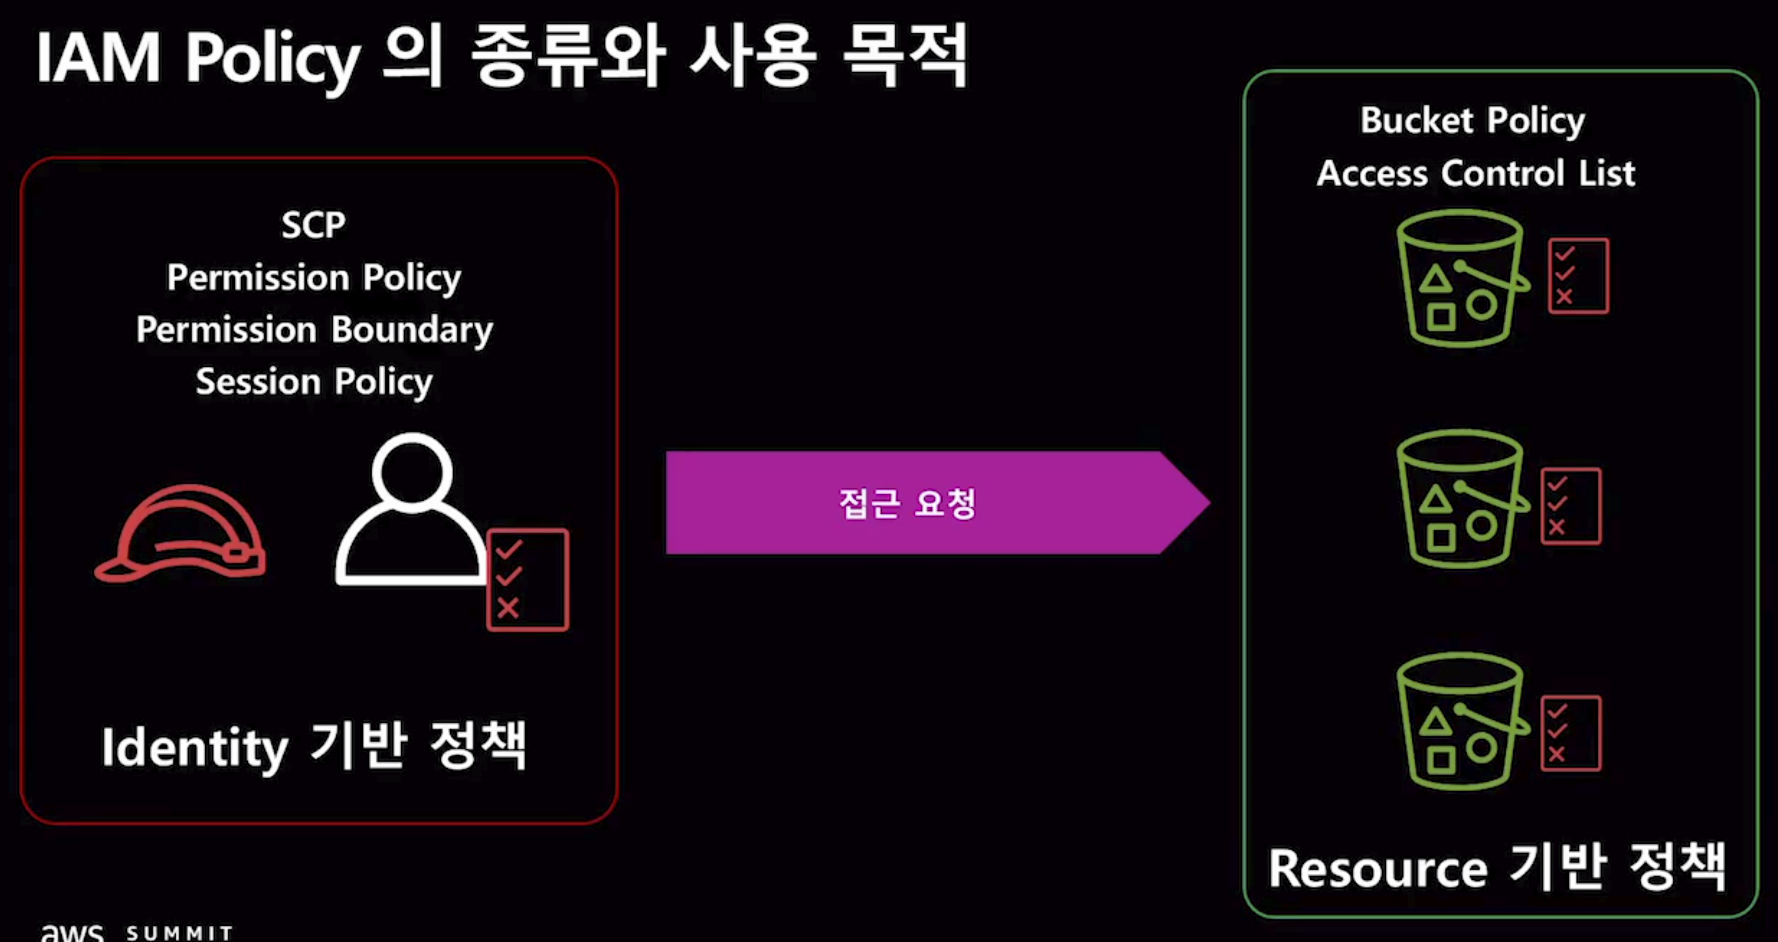 IAM Policy 의 종류와 사용 목적
SCP
Permission Policy
Permission Boundary
Session Policy
Identity 기반 정책
접근 요청
Bucket Policy
Access Control List
Resource 기반 정책
aws SUMMIT